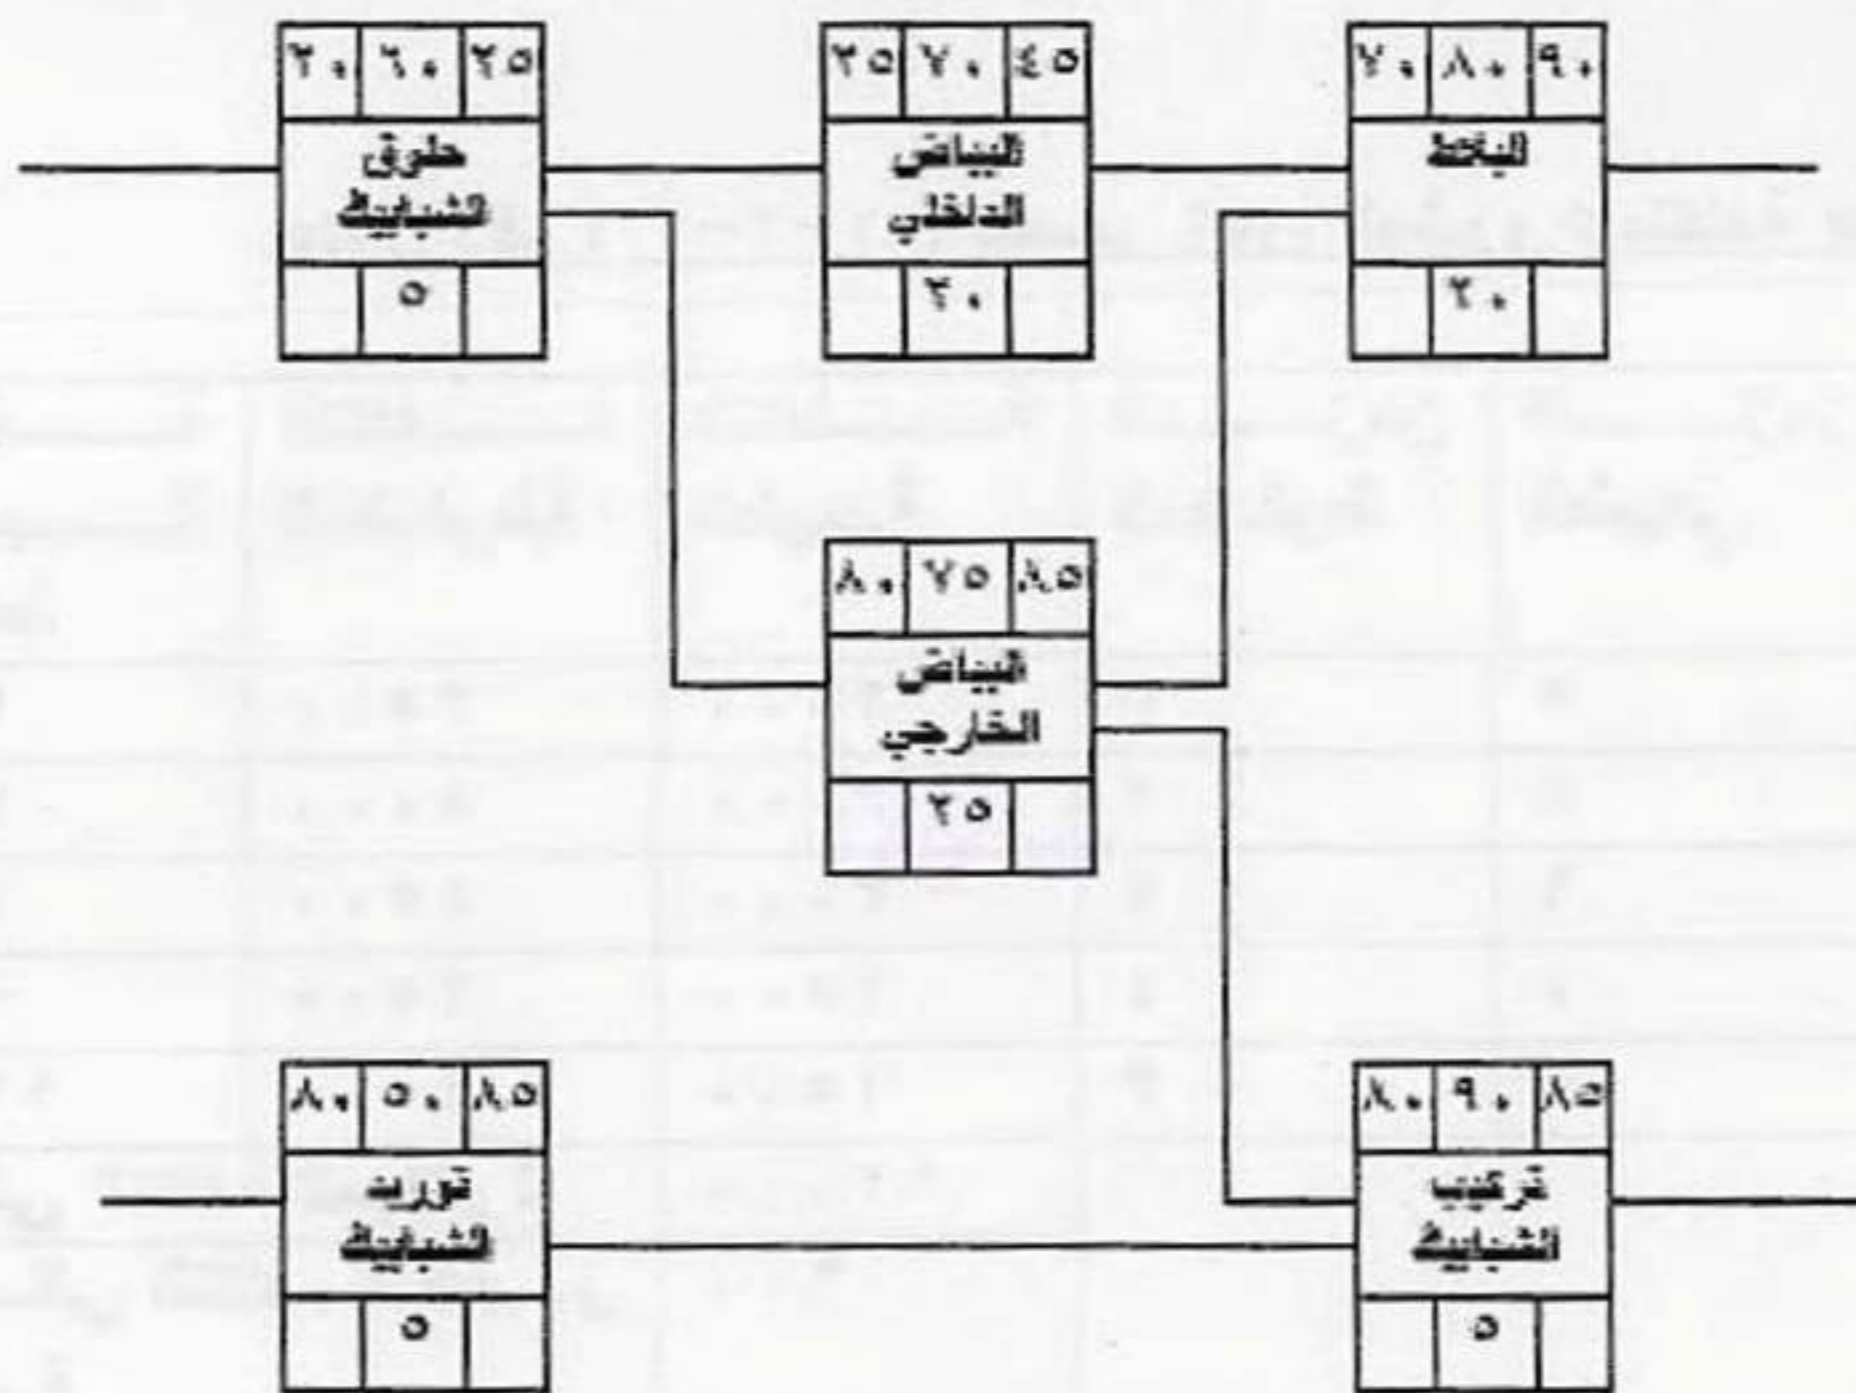 ٢٠ ٦٠ ٢٥
حلوق
الشبابيك
٥
٢٥ ٧٠ ٤٥
البياض
الداخلي
٢٠
٧٠ ٨٠ ٩٠
البلاط
٢٠
٨٠ ٧٥ ٨٥
البياض
الخارجي
٢٥
٨٠ ٥٠ ٨٥
توريد
الشبابيك
٥
٨٠ ٩٠ ٨٥
تركيب
الشبابيك
٥